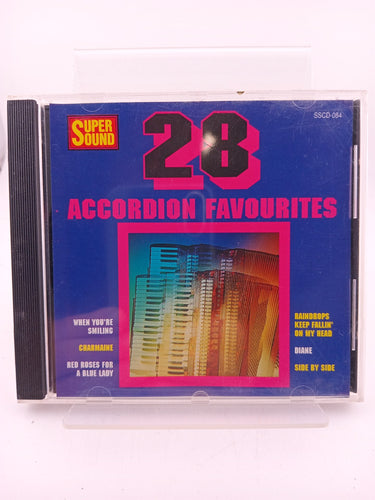 SUPER
SOUND
28
SSCD-084
ACCORDION FAVOURITES
WHEN YOU'RE
SMILING
CHARMAINE
RED ROSES FOR
A BLUE LADY
RAINDROPS
KEEP FALLIN'
ON MY HEAD
DIANE
SIDE BY SIDE